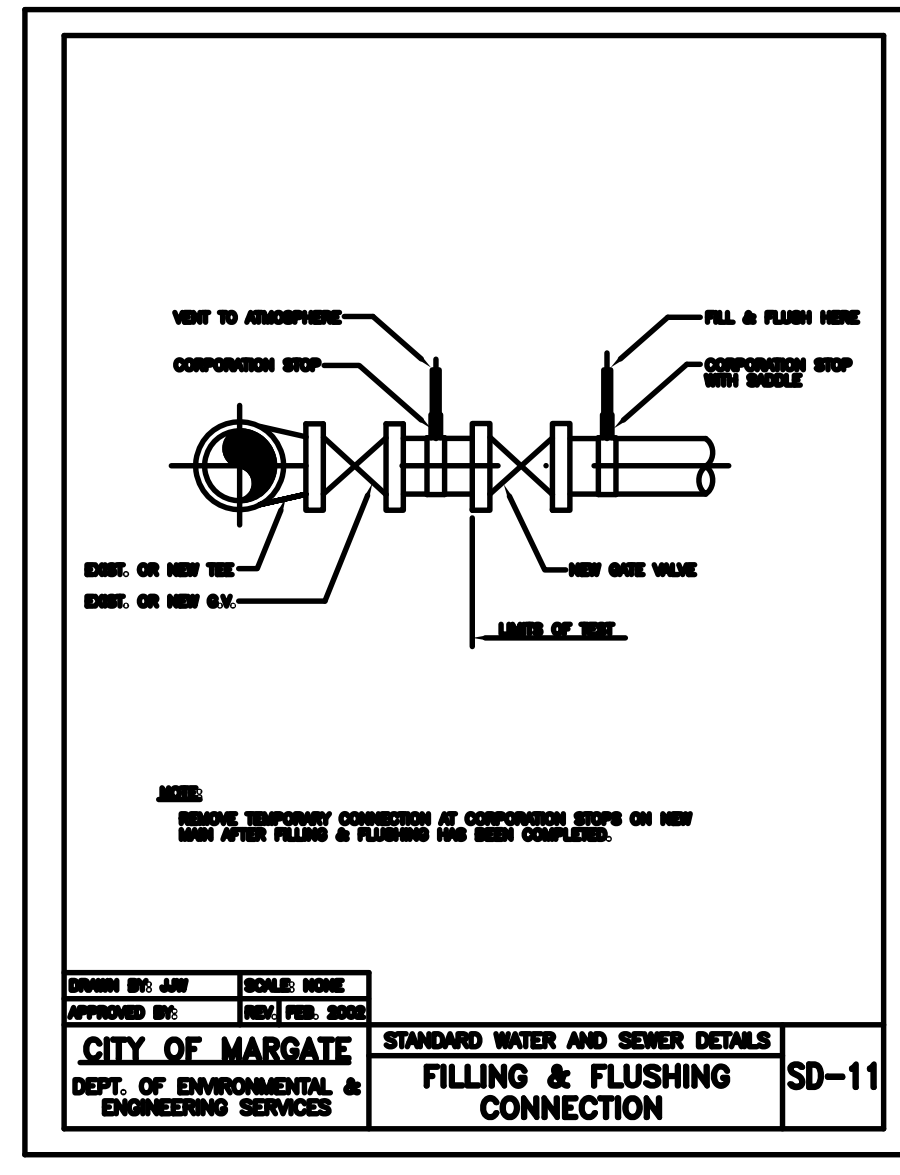 VENT TO ATMOSPHERE
FILL & FLUSH HERE
CORPORATION STOP
CORPORATION STOP
WITH SADDLE
EXIST. OR NEW TEE
NEW GATE VALVE
EXIST. OR NEW G.V.
LIMITS OF TEST
NOTE:
REMOVE TEMPORARY CONNECTION AT CORPORATION STOPS ON NEW
MAIN AFTER FILLING & FLUSHING HAS BEEN COMPLETED.
DRAWN BY: JJW
SCALE: NONE
APPROVED BY:
REV. FEB. 2002
CITY OF MARGATE
DEPT. OF ENVIRONMENTAL &
ENGINEERING SERVICES
STANDARD WATER AND SEWER DETAILS
FILLING & FLUSHING
CONNECTION
SD-11